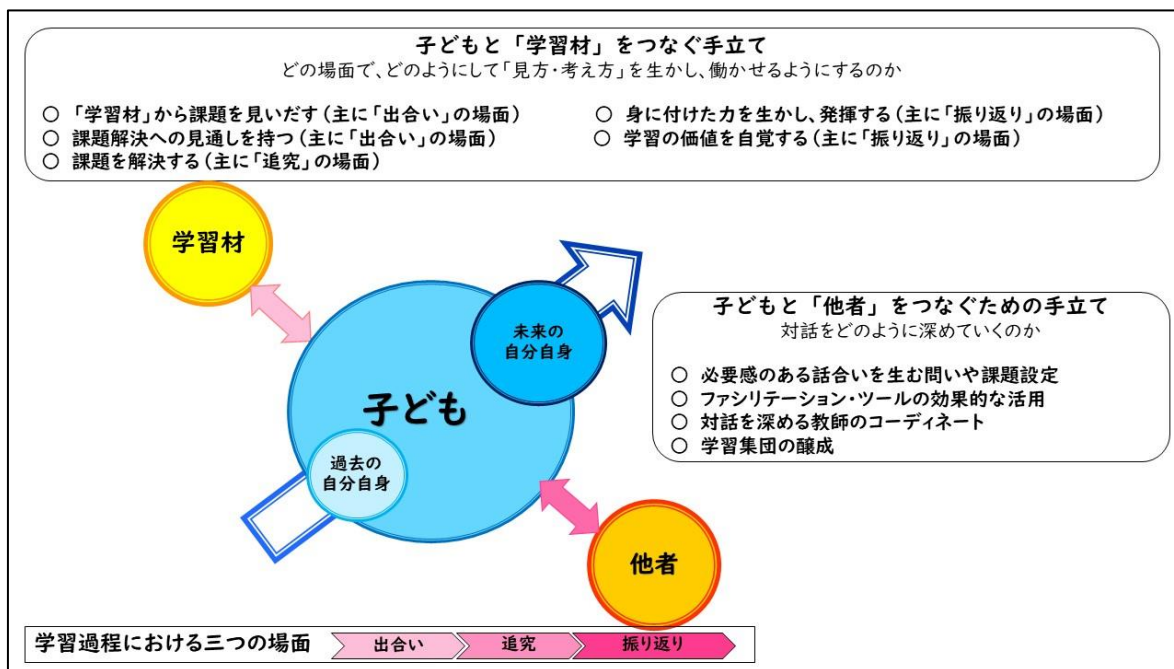 子どもと「学習材」をつなぐ手立て
どの場面で、どのようにして「見方・考え方」を生かし、働かせるようにするのか
○ 「学習材」から課題を見いだす(主に「出合い」の場面)
○ 課題解決への見通しを持つ(主に「出合い」の場面)
○ 課題を解決する(主に「追究」の場面)
○ 身に付けた力を生かし、発揮する(主に「振り返り」の場面)
○ 学習の価値を自覚する(主に「振り返り」の場面)
学習材
未来の
自分自身
子ども
過去の
自分自身
他者
子どもと「他者」をつなぐための手立て
対話をどのように深めていくのか
○ 必要感のある話合いを生む問いや課題設定
○ ファシリテーション・ツールの効果的な活用
○ 対話を深める教師のコーディネート
○ 学習集団の醸成
学習過程における三つの場面 出合い 追究 振り返り